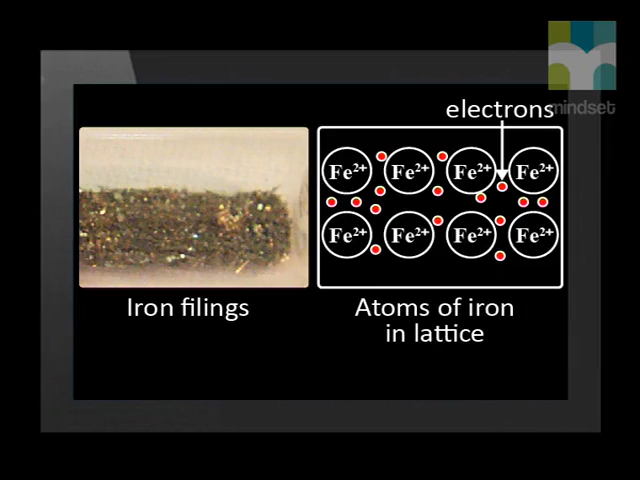 mindset
electrons
Fe²⁺ Fe²⁺ Fe²⁺ Fe²⁺
Fe²⁺ Fe²⁺ Fe²⁺ Fe²⁺
Iron filings
Atoms of iron
in lattice